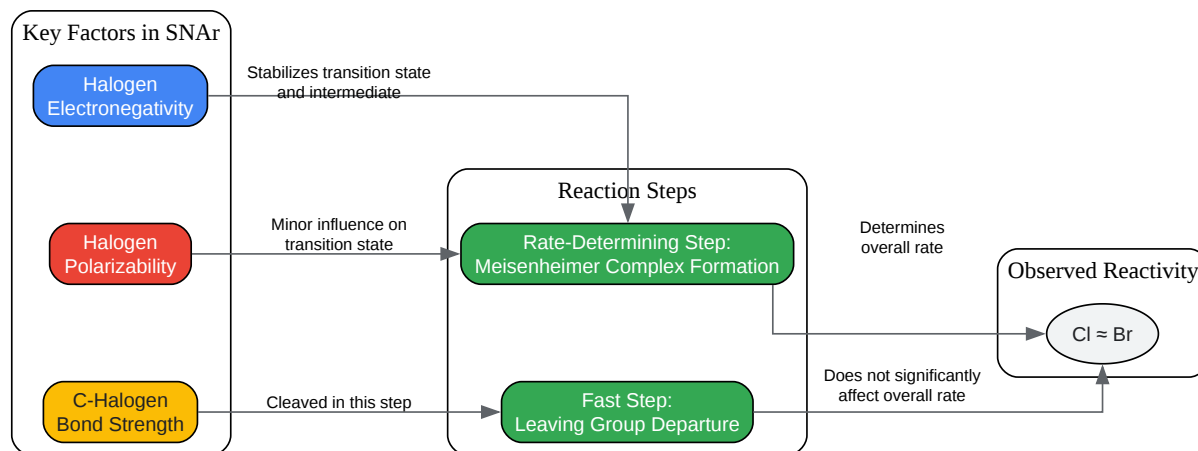 Key Factors in SNAr
Halogen
Electronegativity
Stabilizes transition state
and intermediate
Halogen
Polarizability
Minor influence on
transition state
C-Halogen
Bond Strength
Cleaved in this step
Reaction Steps
Rate-Determining Step:
Meisenheimer Complex Formation
Fast Step:
Leaving Group Departure
Determines
overall rate
Does not significantly
affect overall rate
Observed Reactivity
Cl ≈ Br